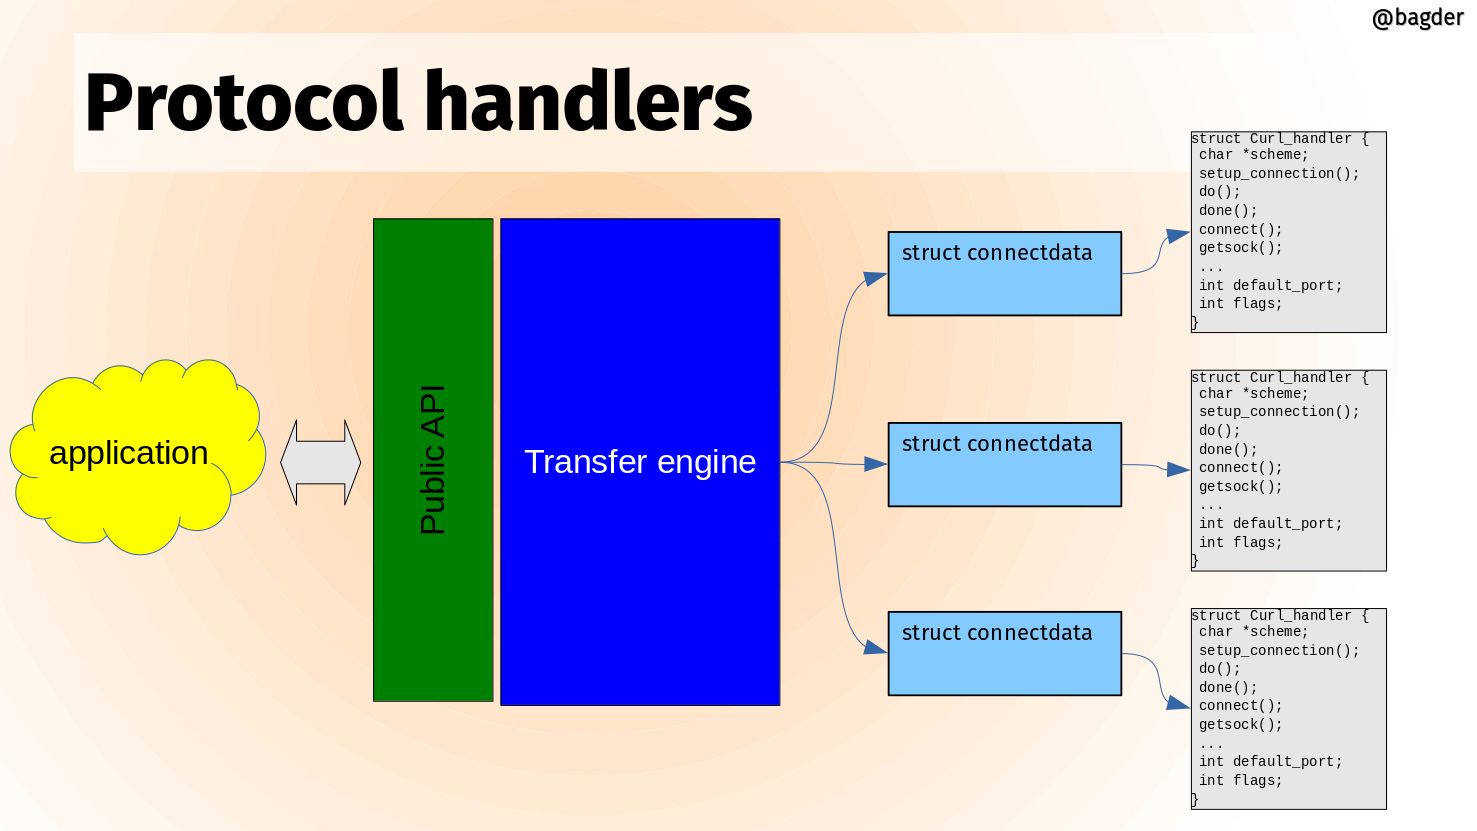 @bagder
Protocol handlers
application
Public API
Transfer engine
struct connectdata
struct connectdata
struct connectdata
struct Curl_handler {
 char *scheme;
 setup_connection();
 do();
 done();
 connect();
 getsock();
 ...
 int default_port;
 int flags;
}
struct Curl_handler {
 char *scheme;
 setup_connection();
 do();
 done();
 connect();
 getsock();
 ...
 int default_port;
 int flags;
}
struct Curl_handler {
 char *scheme;
 setup_connection();
 do();
 done();
 connect();
 getsock();
 ...
 int default_port;
 int flags;
}